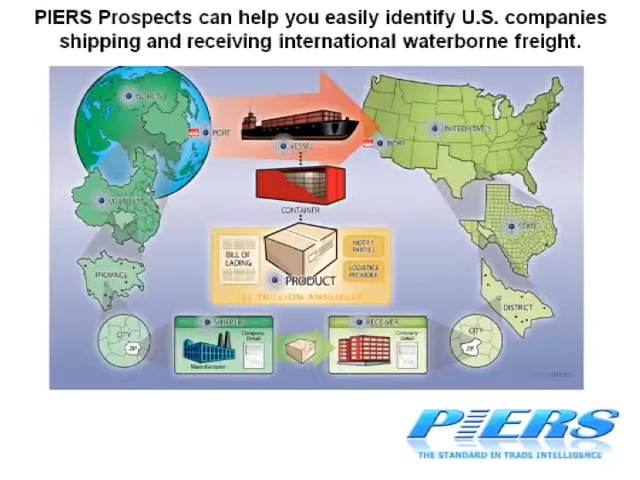 PIERS Prospects can help you easily identify U.S. companies
shipping and receiving international waterborne freight.
WORLD
PORT
VESSEL
PORT
UNITED STATES
COUNTRY
CONTAINER
STATE
BILL OF
LADING
NOTIFY
PARTIES
PRODUCT
LOGISTICS
PROVIDER
TRILLION ANNUALLY
PROVINCE
DISTRICT
CITY
ZIP
SHIPPER
Company
Detail
Manufacturer
RECEIVER
Company
Detail
CITY
ZIP
PIERS
THE STANDARD IN TRADE INTELLIGENCE